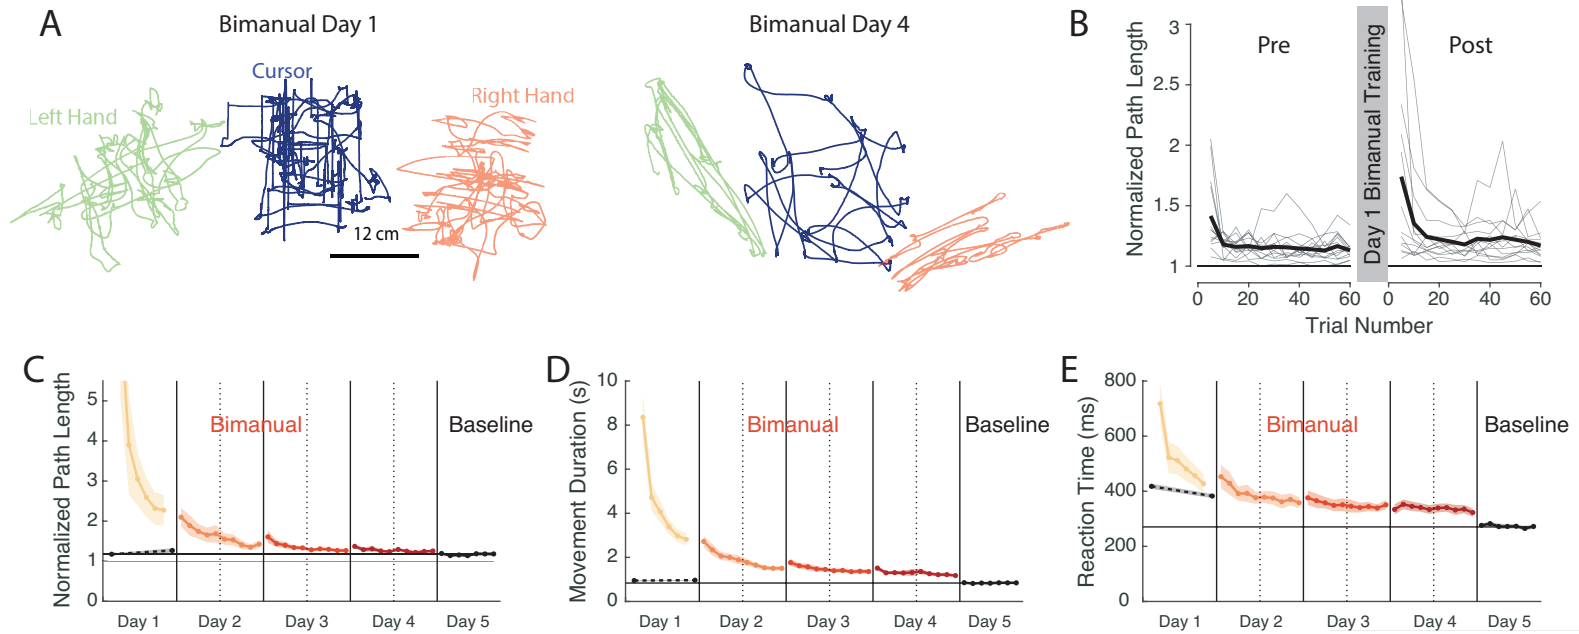 A
Bimanual Day 1
Bimanual Day 4
Left Hand
Cursor
Right Hand
12 cm
B
Normalized Path Length
3
2.5
2
1.5
1
Pre
Day 1 Bimanual Training
Post
0 20 40 60 0 20 40 60
Trial Number
C
Normalized Path Length
5
4
3
2
1
0
Bimanual
Baseline
Day 1 Day 2 Day 3 Day 4 Day 5
D
Movement Duration (s)
10
8
6
4
2
0
Bimanual
Baseline
Day 1 Day 2 Day 3 Day 4 Day 5
E
Reaction Time (ms)
800
600
400
200
0
Bimanual
Baseline
Day 1 Day 2 Day 3 Day 4 Day 5